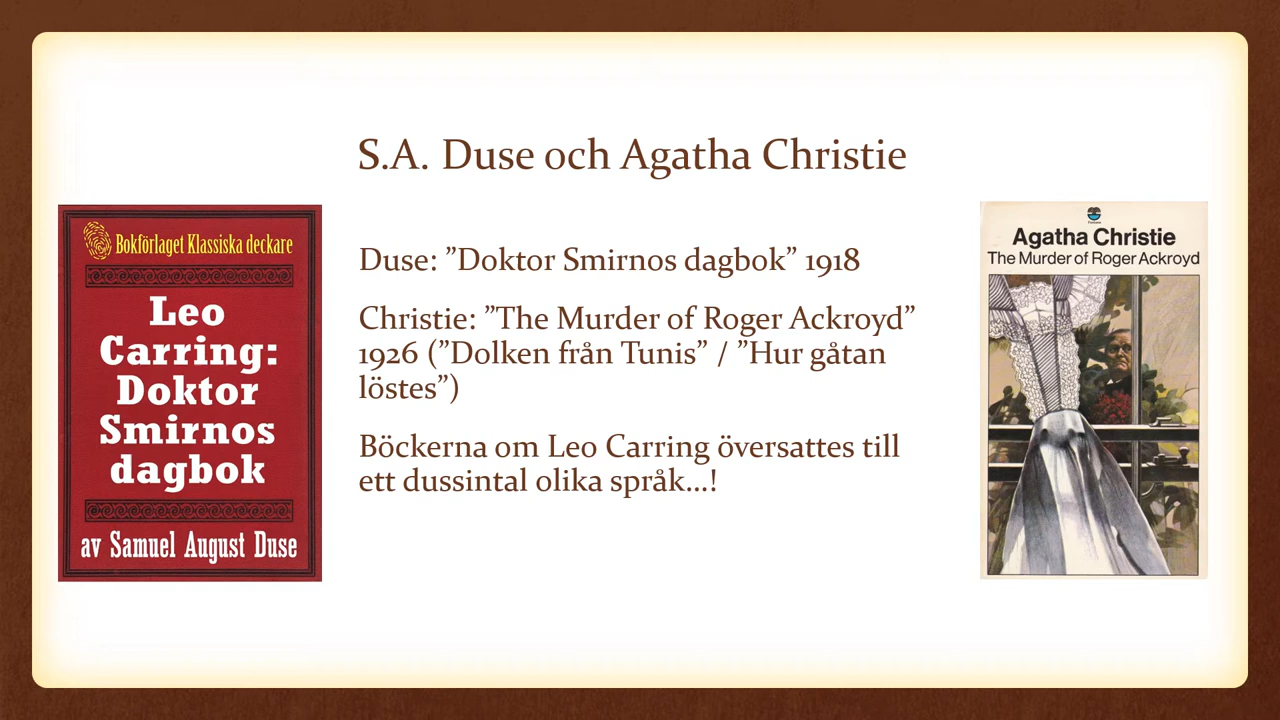 S.A. Duse och Agatha Christie
Bokförlaget Klassiska deckare
Leo
Carring:
Doktor
Smirnos
dagbok
av Samuel August Duse
Duse: ”Doktor Smirnos dagbok” 1918
Christie: ”The Murder of Roger Ackroyd”
1926 (”Dolken från Tunis” / ”Hur gåtan
löstes”)
Böckerna om Leo Carring översattes till
ett dussintal olika språk...!
Agatha Christie
The Murder of Roger Ackroyd